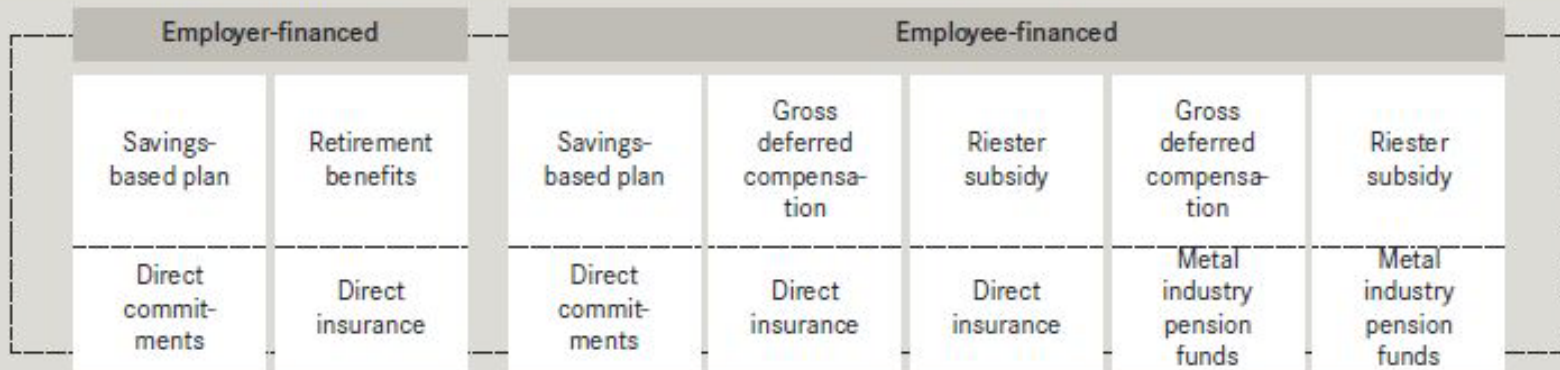 Employer-financed
Employee-financed
Savings-
based plan
Retirement
benefits
Savings-
based plan
Gross
deferred
compensa-
tion
Riester
subsidy
Gross
deferred
compensa-
tion
Riester
subsidy
Direct
commit-
ments
Direct
insurance
Direct
commit-
ments
Direct
insurance
Direct
insurance
Metal
industry
pension
funds
Metal
industry
pension
funds